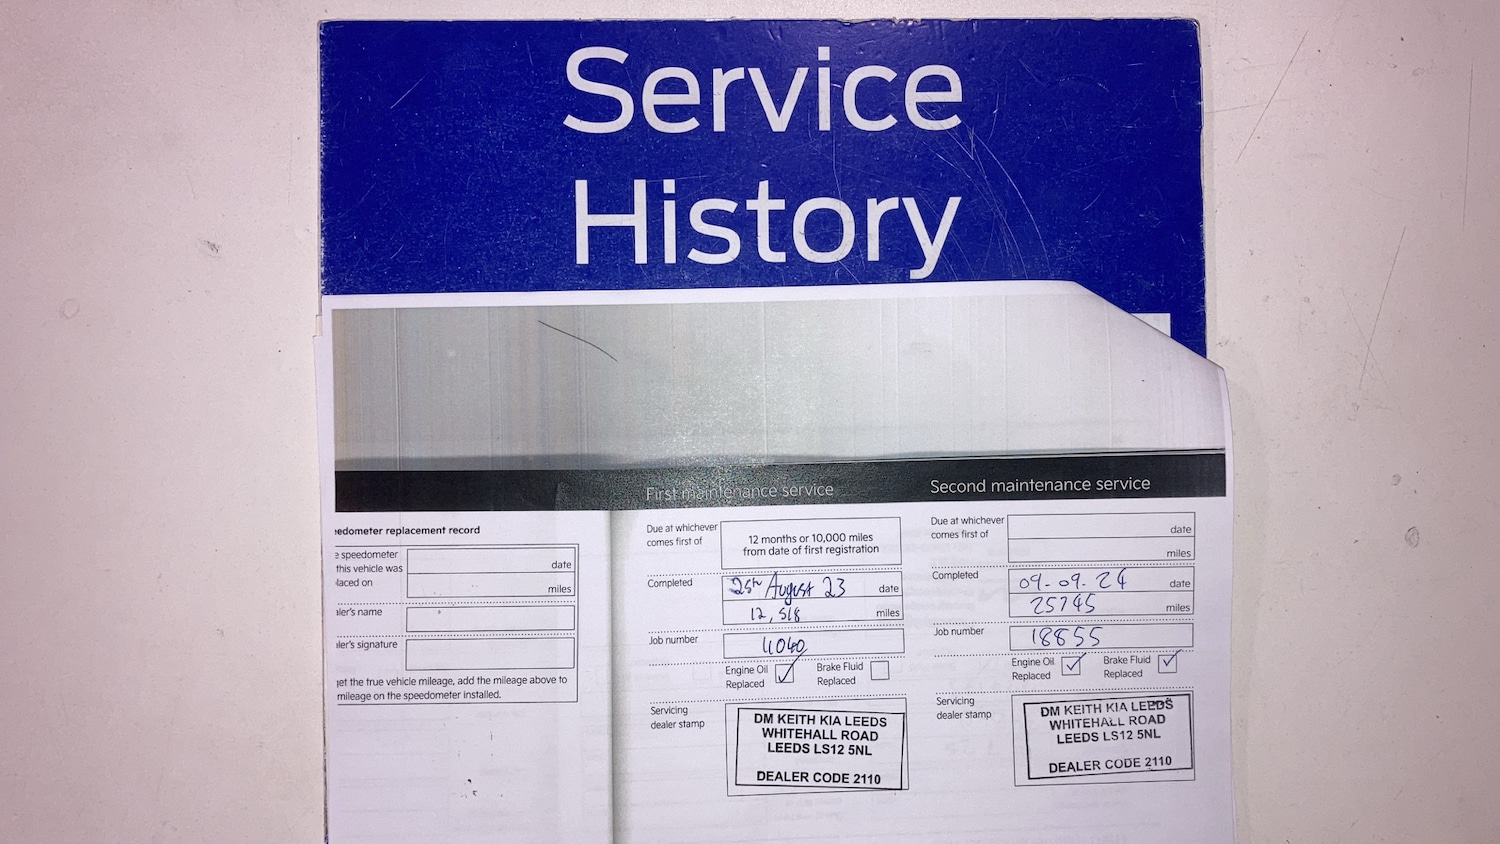 Service
History
First maintenance service
Second maintenance service
eedometer replacement record
e speedometer
this vehicle was
laced on
date
miles
ler's name
ler's signature
get the true vehicle mileage, add the mileage above to
mileage on the speedometer installed.
Due at whichever
comes first of
12 months or 10,000 miles
from date of first registration
Completed
25th August 23 date
12,518 miles
Job number
4040
Engine Oil
Replaced
Brake Fluid
Replaced
Servicing
dealer stamp
DM KEITH KIA LEEDS
WHITEHALL ROAD
LEEDS LS12 5NL
DEALER CODE 2110
Due at whichever
comes first of
date
miles
Completed
09-09-24 date
25745 miles
Job number
18855
Engine Oil
Replaced
Brake Fluid
Replaced
Servicing
dealer stamp
DM KEITH KIA LEEDS
WHITEHALL ROAD
LEEDS LS12 5NL
DEALER CODE 2110